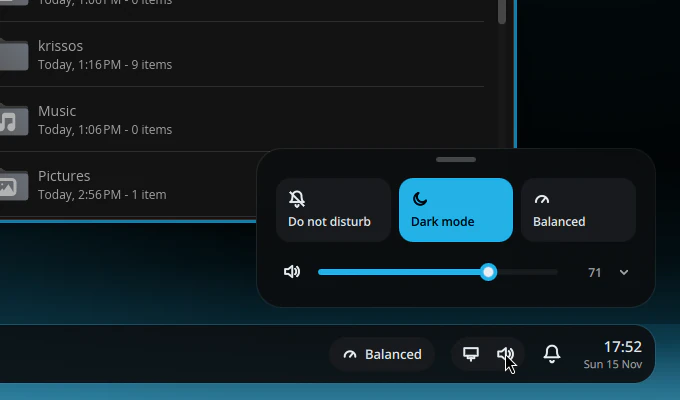 Today, 1:06PM - 0 items
krissos
Today, 1:16PM - 9 items
Music
Today, 1:06PM - 0 items
Pictures
Today, 2:56PM - 1 item
Do not disturb
Dark mode
Balanced
71
Balanced
17:52
Sun 15 Nov